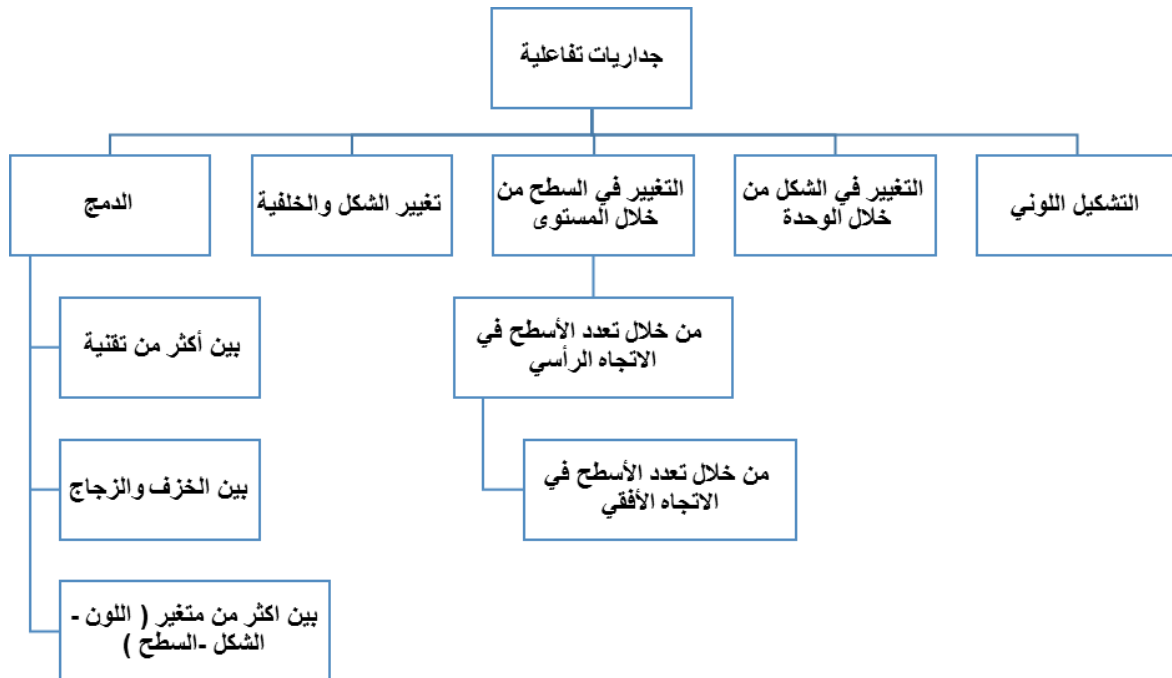 جداريات تفاعلية
التشكيل اللوني
التغيير في الشكل من
خلال الوحدة
التغيير في السطح من
خلال المستوى
تغيير الشكل والخلفية
الدمج
من خلال تعدد الأسطح في
الاتجاه الرأسي
من خلال تعدد الأسطح في
الاتجاه الأفقي
بين أكثر من تقنية
بين الخزف والزجاج
بين اكثر من متغير ( اللون -
الشكل -السطح )